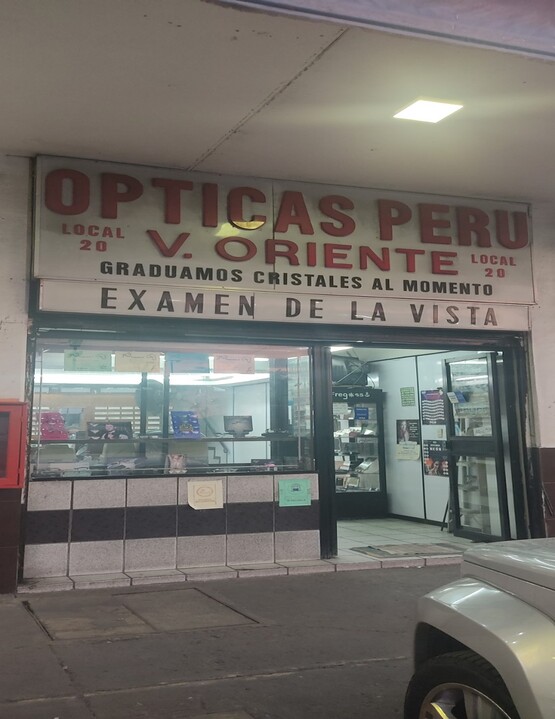 OPTICAS PERU
LOCAL 20
V. ORIENTE
LOCAL 20
GRADUAMOS CRISTALES AL MOMENTO
EXAMEN DE LA VISTA